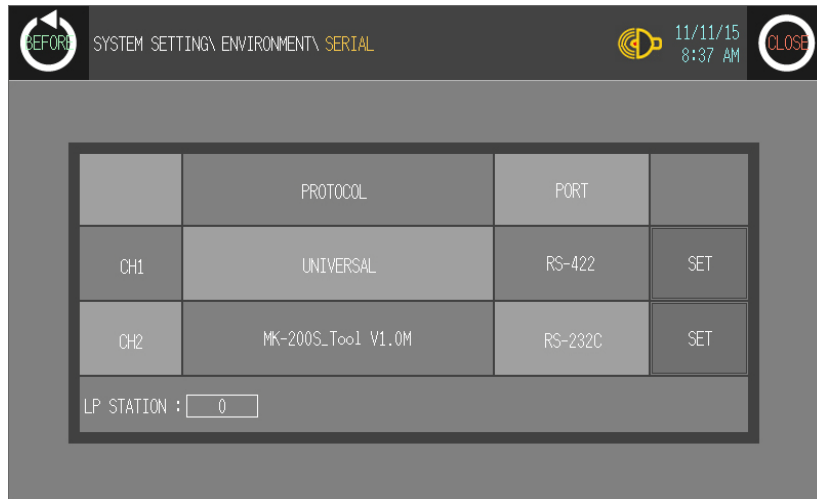 BEFORE SYSTEM SETTING\ ENVIRONMENT\ SERIAL 11/11/15 CLOSE
8:37 AM
PROTOCOL PORT
CH1 UNIVERSAL RS-422 SET
CH2 MK-200S_Tool V1.0M RS-232C SET
LP STATION : 0